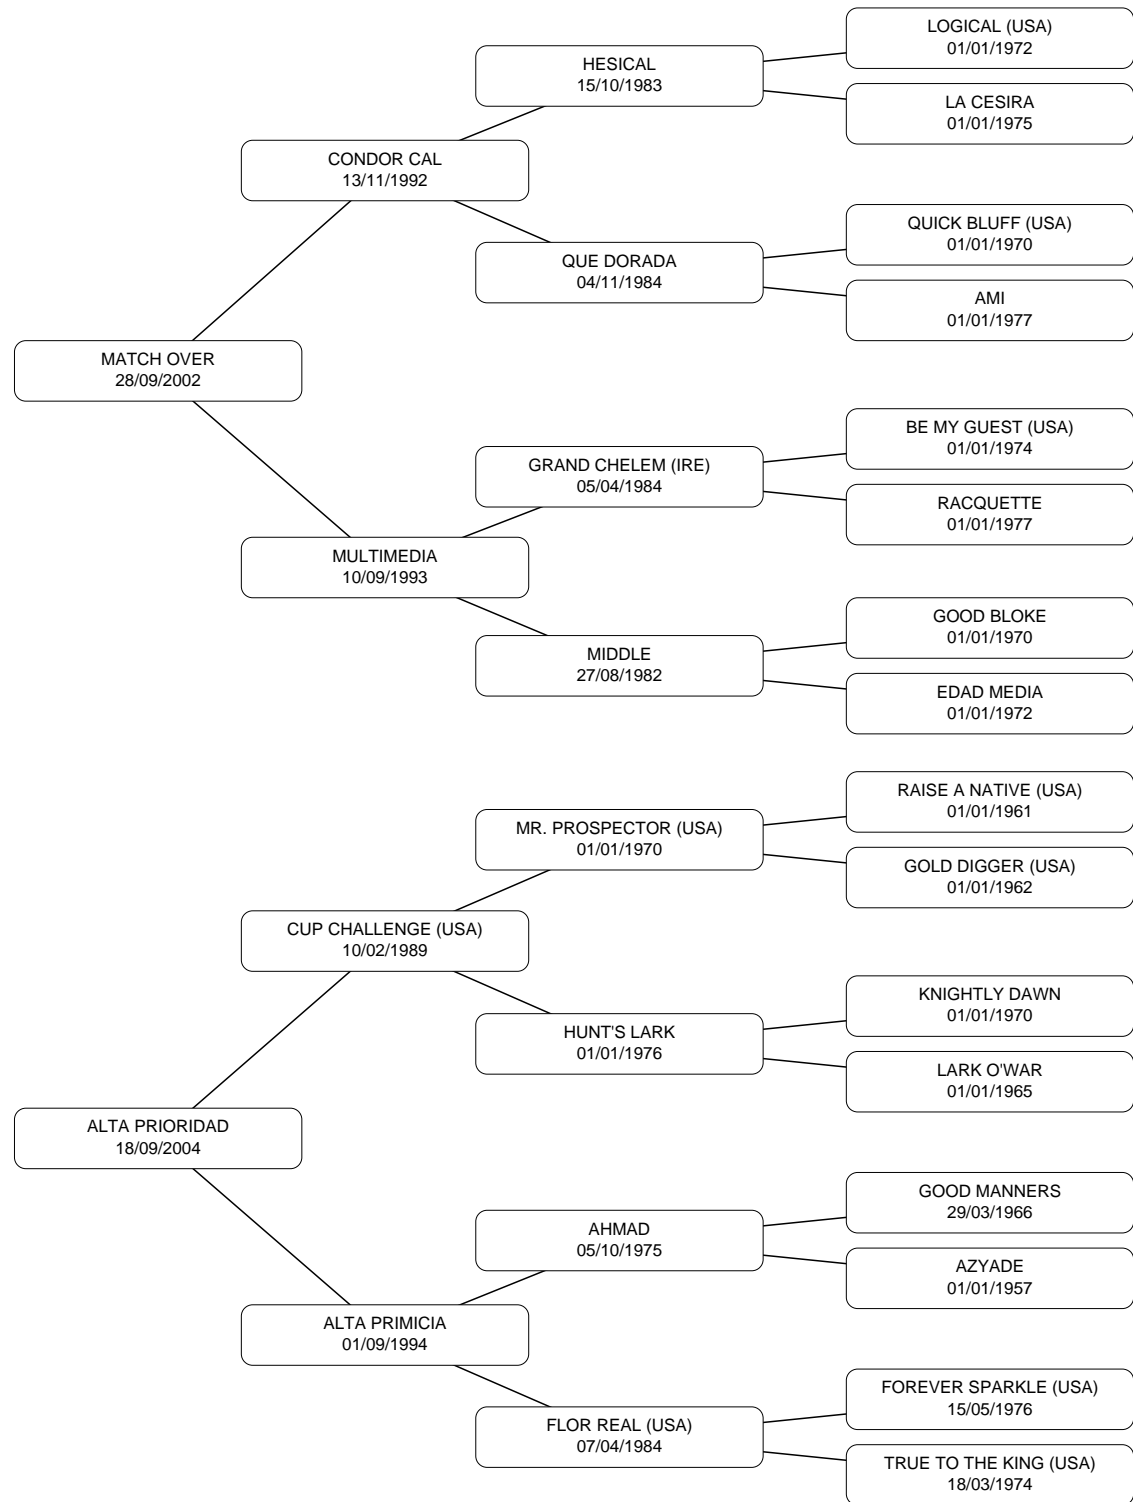 LOGICAL (USA)
01/01/1972
HESICAL
15/10/1983
LA CESIRA
01/01/1975
CONDOR CAL
13/11/1992
QUICK BLUFF (USA)
01/01/1970
QUE DORADA
04/11/1984
AMI
01/01/1977
MATCH OVER
28/09/2002
BE MY GUEST (USA)
01/01/1974
GRAND CHELEM (IRE)
05/04/1984
RACQUETTE
01/01/1977
MULTIMEDIA
10/09/1993
GOOD BLOKE
01/01/1970
MIDDLE
27/08/1982
EDAD MEDIA
01/01/1972
RAISE A NATIVE (USA)
01/01/1961
MR. PROSPECTOR (USA)
01/01/1970
GOLD DIGGER (USA)
01/01/1962
CUP CHALLENGE (USA)
10/02/1989
KNIGHTLY DAWN
01/01/1970
HUNT'S LARK
01/01/1976
LARK O'WAR
01/01/1965
ALTA PRIORIDAD
18/09/2004
GOOD MANNERS
29/03/1966
AHMAD
05/10/1975
AZYADE
01/01/1957
ALTA PRIMICIA
01/09/1994
FOREVER SPARKLE (USA)
15/05/1976
FLOR REAL (USA)
07/04/1984
TRUE TO THE KING (USA)
18/03/1974